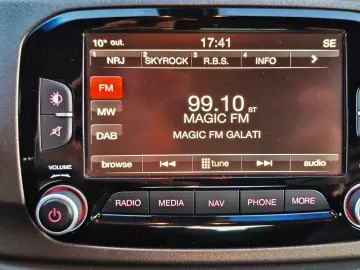 10° out. 17:41 SE
1 NRJ 2 SKYROCK 3 R.B.S. 4 INFO >
FM
99.10 ST
MW
MAGIC FM
DAB
MAGIC FM GALATI
VOLUME
browse tune audio
RADIO MEDIA NAV PHONE MORE